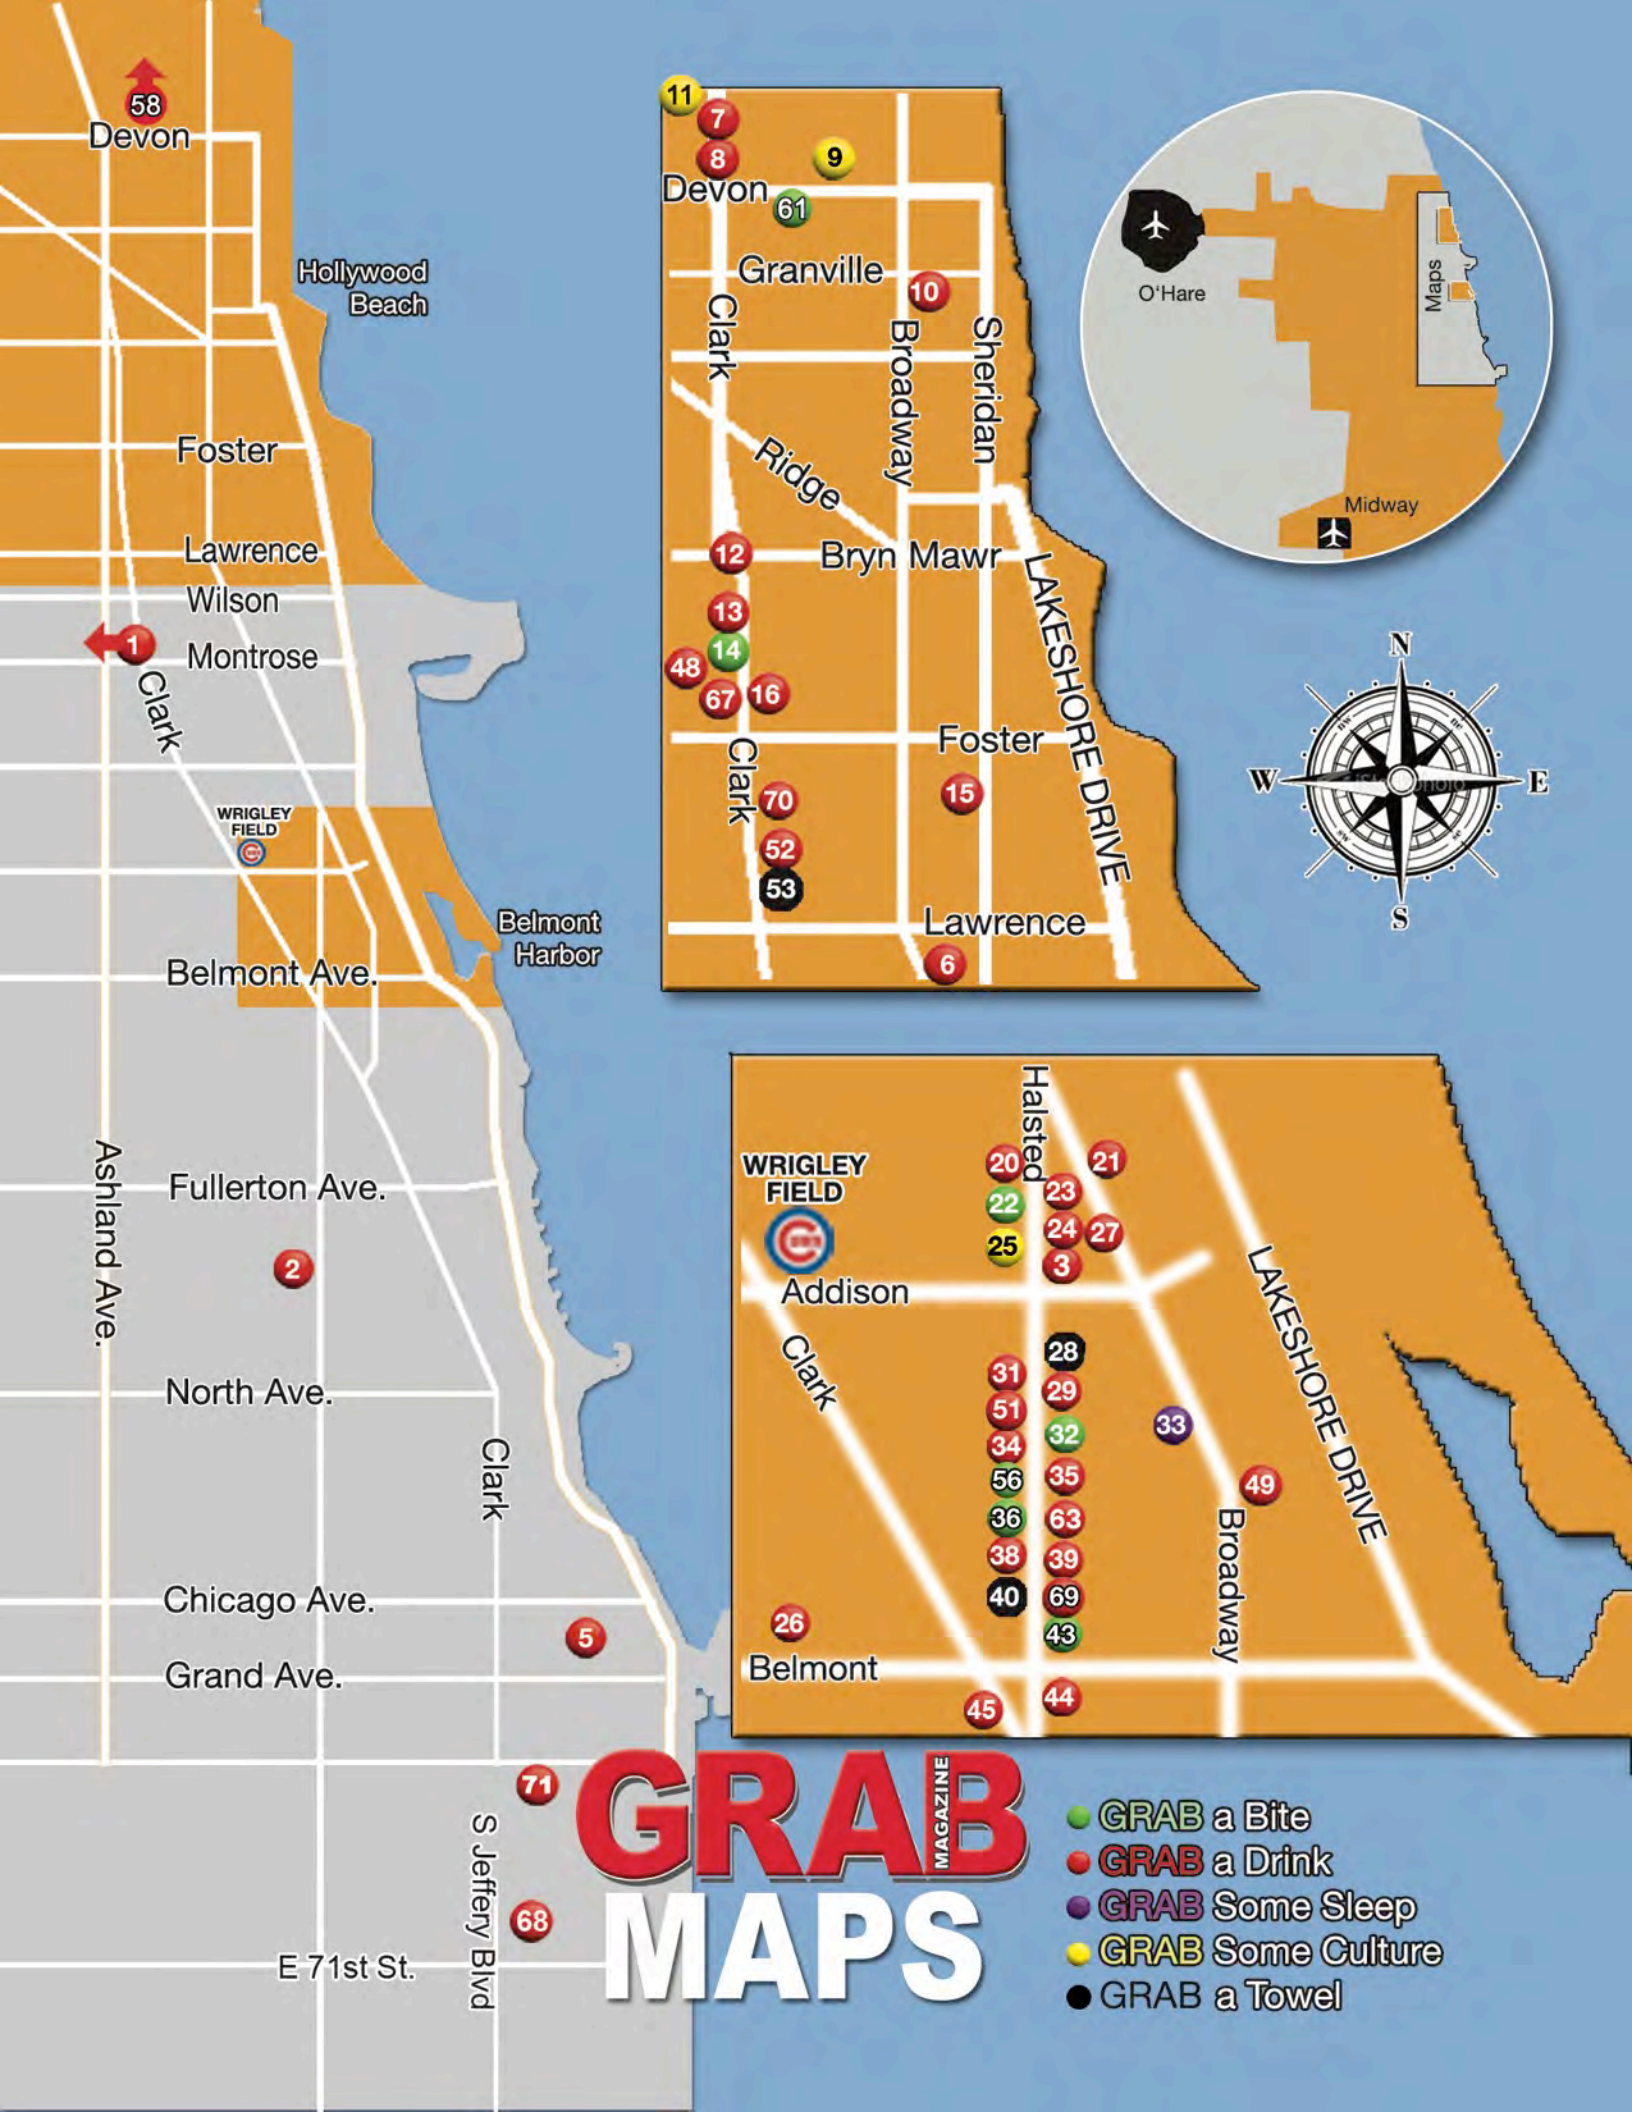 58
Devon
Hollywood
Beach
Foster
Lawrence
Wilson
1
Montrose
Clark
WRIGLEY
FIELD
Belmont
Harbor
Belmont Ave.
Ashland Ave.
Fullerton Ave.
2
North Ave.
Clark
Chicago Ave.
5
Grand Ave.
71
S Jeffery Blvd
68
E 71st St.
11
7
8
9
Devon
61
Granville
10
Clark
Broadway
Sheridan
Ridge
12
Bryn Mawr
LAKESHORE DRIVE
13
14
48
67
16
Foster
Clark
70
15
52
53
Lawrence
6
O'Hare
Maps
Midway
N
W
E
S
nw
ne
sw
se
Halsted
WRIGLEY
FIELD
20
21
22
23
24
27
25
3
Addison
Clark
LAKESHORE DRIVE
28
31
29
51
32
33
34
35
56
49
36
63
Broadway
38
39
40
69
26
43
Belmont
45
44
GRAB
MAGAZINE
MAPS
GRAB a Bite
GRAB a Drink
GRAB Some Sleep
GRAB Some Culture
GRAB a Towel